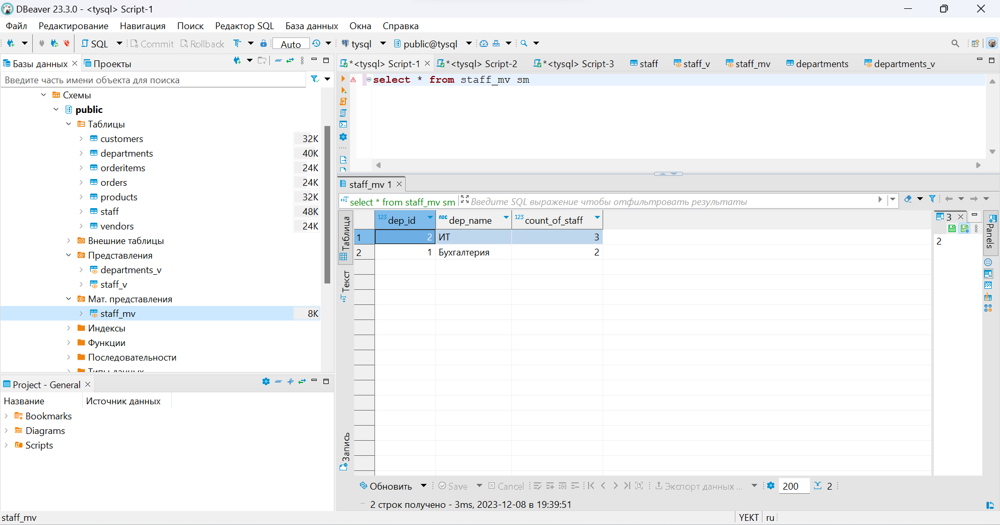 DBeaver 23.3.0 - <tysql> Script-1
Файл Редактирование Навигация Поиск Редактор SQL База данных Окна Справка
SQL Commit Rollback Auto tysql public@tysql
Базы данных Проекты
Введите часть имени объекта для поиска
Схемы
public
Таблицы
customers 32K
departments 40K
orderitems 24K
orders 24K
products 32K
staff 48K
vendors 24K
Внешние таблицы
Представления
departments_v
staff_v
Мат. представления
staff_mv 8K
Индексы
Функции
Последовательности
Типы данных
Project - General
Название Источник данных
Bookmarks
Diagrams
Scripts
*<tysql> Script-1 *<tysql> Script-2 *<tysql> Script-3 staff staff_v staff_mv departments departments_v
select * from staff_mv sm
staff_mv 1
select * from staff_mv sm Введите SQL выражение чтобы отфильтровать результаты
Таблица
Текст
Запись
123 dep_id ABC dep_name 123 count_of_staff
1 2 ИТ 3
2 1 Бухгалтерия 2
3
2
Panels
Обновить Save Cancel Экспорт данных ... 200 2
2 строк получено - 3ms, 2023-12-08 в 19:39:51
staff_mv YEKT ru